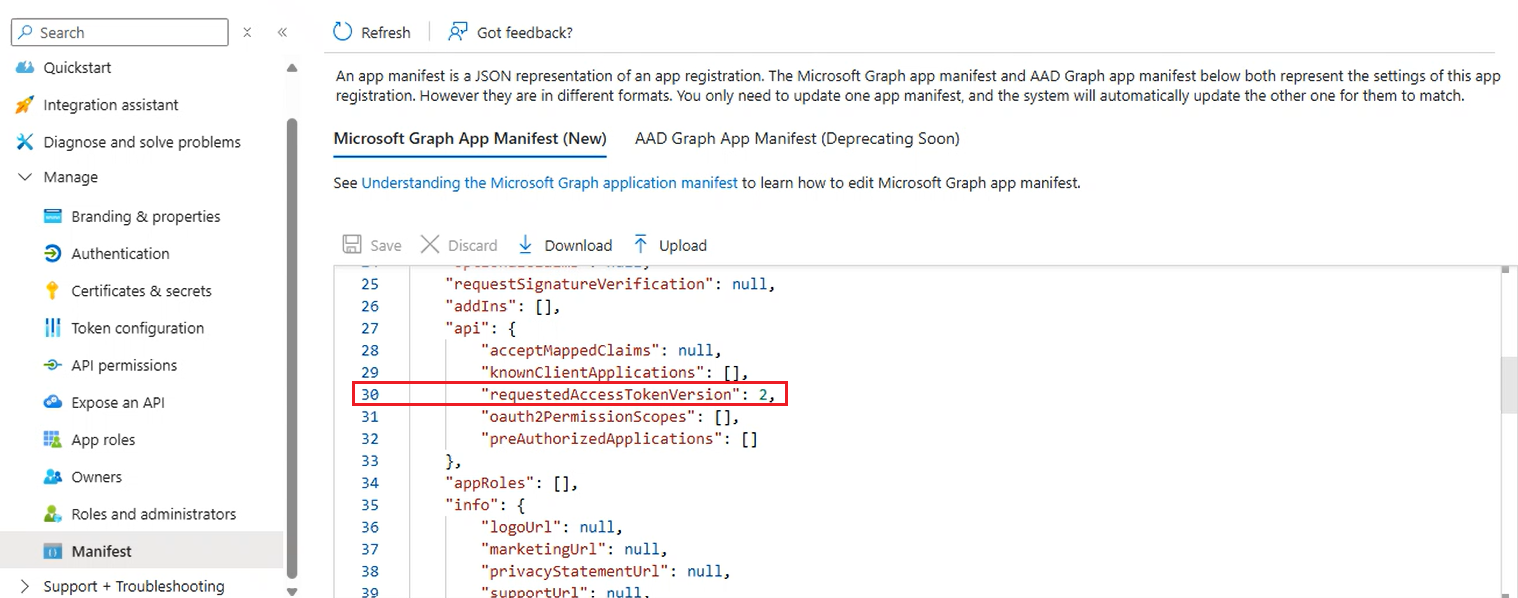 Search
Quickstart
Integration assistant
Diagnose and solve problems
Manage
Branding & properties
Authentication
Certificates & secrets
Token configuration
API permissions
Expose an API
App roles
Owners
Roles and administrators
Manifest
Support + Troubleshooting
Refresh
Got feedback?
An app manifest is a JSON representation of an app registration. The Microsoft Graph app manifest and AAD Graph app manifest below both represent the settings of this app
registration. However they are in different formats. You only need to update one app manifest, and the system will automatically update the other one for them to match.
Microsoft Graph App Manifest (New) AAD Graph App Manifest (Deprecating Soon)
See Understanding the Microsoft Graph application manifest to learn how to edit Microsoft Graph app manifest.
Save Discard Download Upload
25 "requestSignatureVerification": null,
26 "addIns": [],
27 "api": {
28 "acceptMappedClaims": null,
29 "knownClientApplications": [],
30 "requestedAccessTokenVersion": 2,
31 "oauth2PermissionScopes": [],
32 "preAuthorizedApplications": []
33 },
34 "appRoles": [],
35 "info": {
36 "logoUrl": null,
37 "marketingUrl": null,
38 "privacyStatementUrl": null,
39 "supportUrl": null,